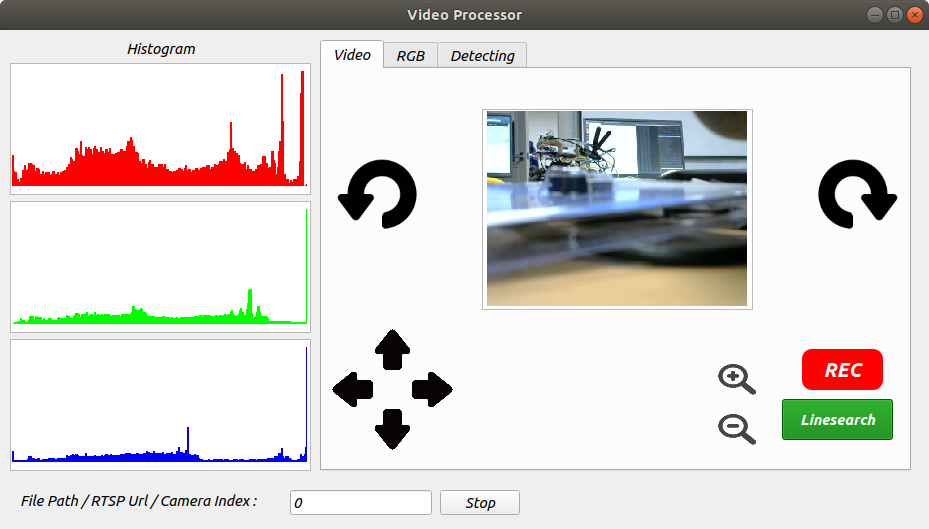 Video Processor
Histogram
Video
RGB
Detecting
REC
Linesearch
File Path / RTSP Url / Camera Index :
0
Stop